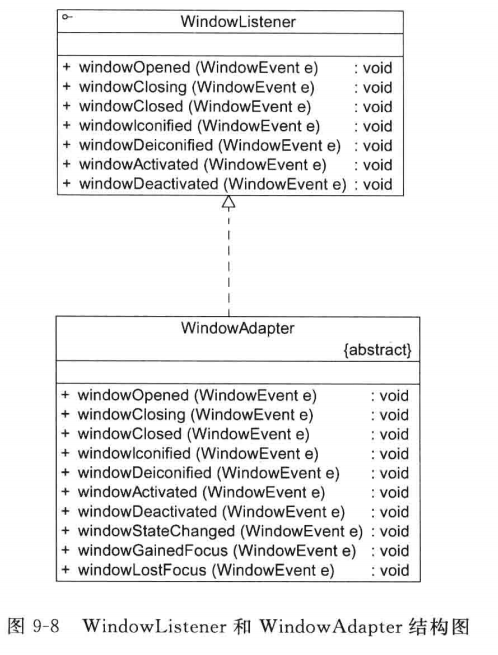 WindowListener
+ windowOpened (WindowEvent e) : void
+ windowClosing (WindowEvent e) : void
+ windowClosed (WindowEvent e) : void
+ windowIconified (WindowEvent e) : void
+ windowDeiconified (WindowEvent e) : void
+ windowActivated (WindowEvent e) : void
+ windowDeactivated (WindowEvent e) : void
WindowAdapter
{abstract}
+ windowOpened (WindowEvent e) : void
+ windowClosing (WindowEvent e) : void
+ windowClosed (WindowEvent e) : void
+ windowIconified (WindowEvent e) : void
+ windowDeiconified (WindowEvent e) : void
+ windowActivated (WindowEvent e) : void
+ windowDeactivated (WindowEvent e) : void
+ windowStateChanged (WindowEvent e) : void
+ windowGainedFocus (WindowEvent e) : void
+ windowLostFocus (WindowEvent e) : void
图 9-8 WindowListener 和 WindowAdapter 结构图